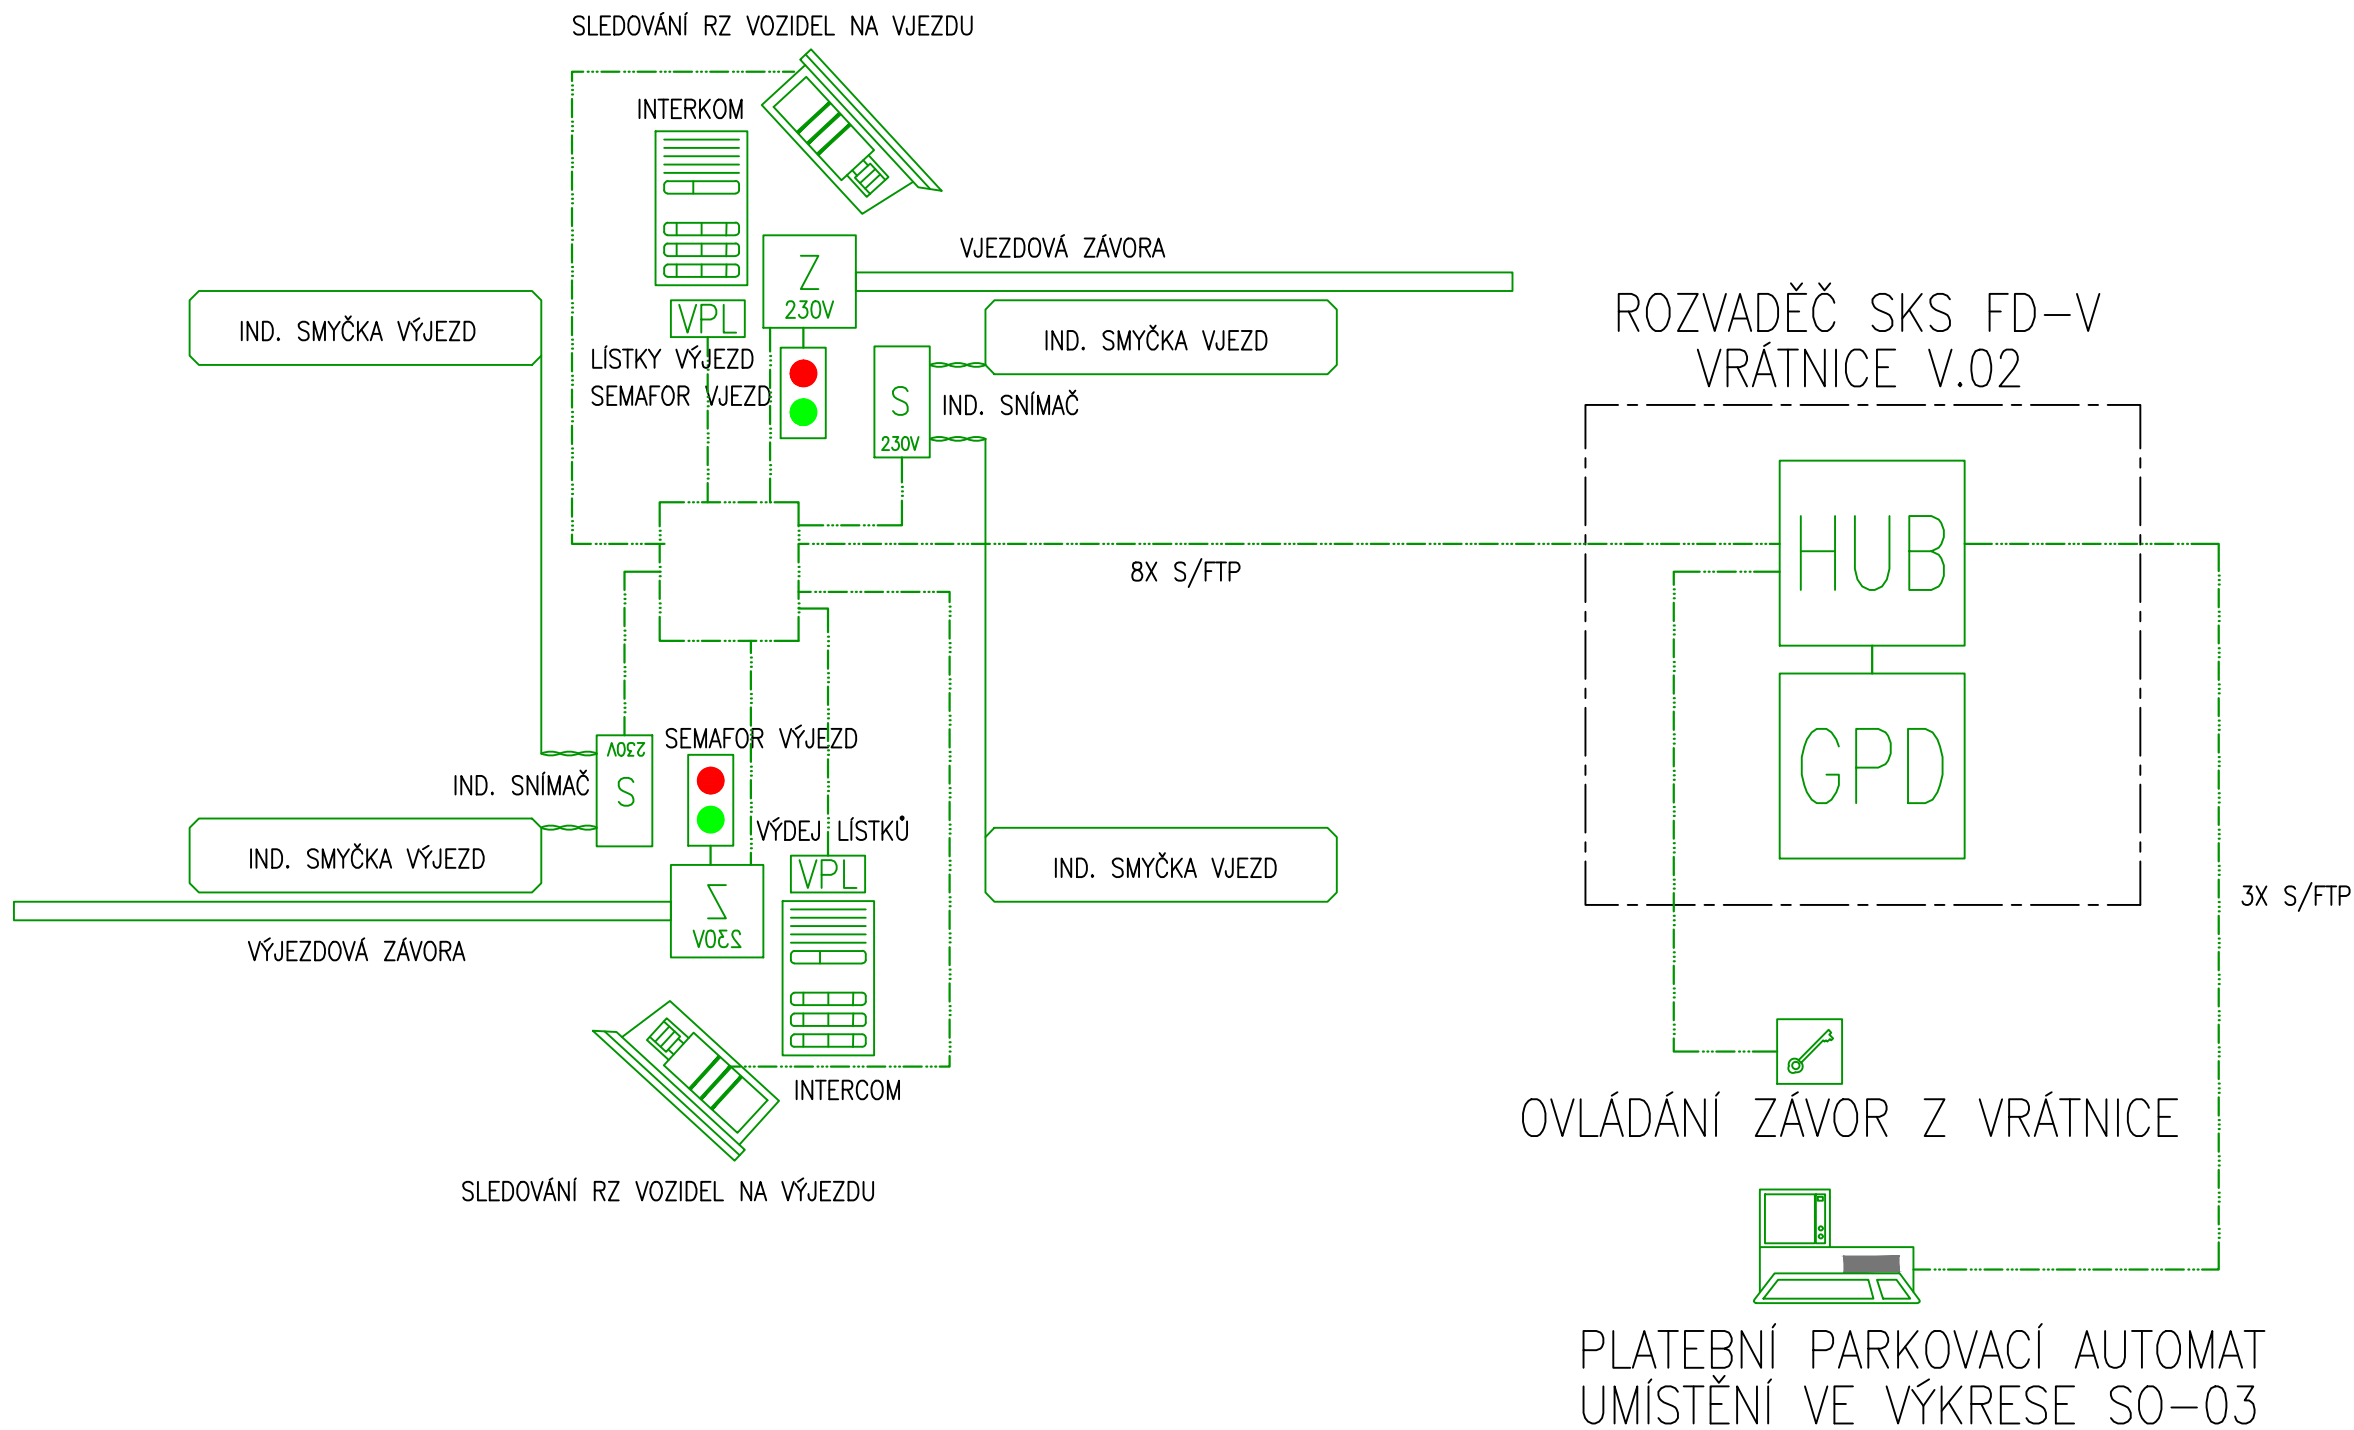 SLEDOVÁNÍ RZ VOZIDEL NA VJEZDU
INTERKOM
Z
230V
VJEZDOVÁ ZÁVORA
VPL
IND. SMYČKA VÝJEZD
IND. SMYČKA VJEZD
LÍSTKY VÝJEZD
SEMAFOR VJEZD
S
230V
IND. SNÍMAČ
ROZVADĚČ SKS FD-V
VRÁTNICE V.02
HUB
8X S/FTP
GPD
SEMAFOR VÝJEZD
230V
S
IND. SNÍMAČ
VÝDEJ LÍSTKŮ
VPL
IND. SMYČKA VÝJEZD
IND. SMYČKA VJEZD
3X S/FTP
Z
230V
VÝJEZDOVÁ ZÁVORA
INTERCOM
OVLÁDÁNÍ ZÁVOR Z VRÁTNICE
SLEDOVÁNÍ RZ VOZIDEL NA VÝJEZDU
PLATEBNÍ PARKOVACÍ AUTOMAT
UMÍSTĚNÍ VE VÝKRESE SO-03